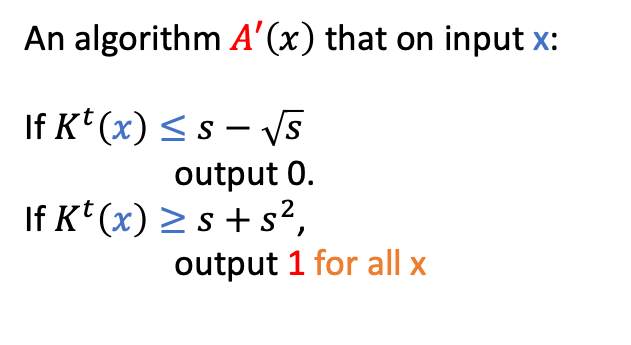 An algorithm A′(x) that on input x:
If Kᵗ(x) ≤ s − √s
output 0.
If Kᵗ(x) ≥ s + s²,
output 1 for all x